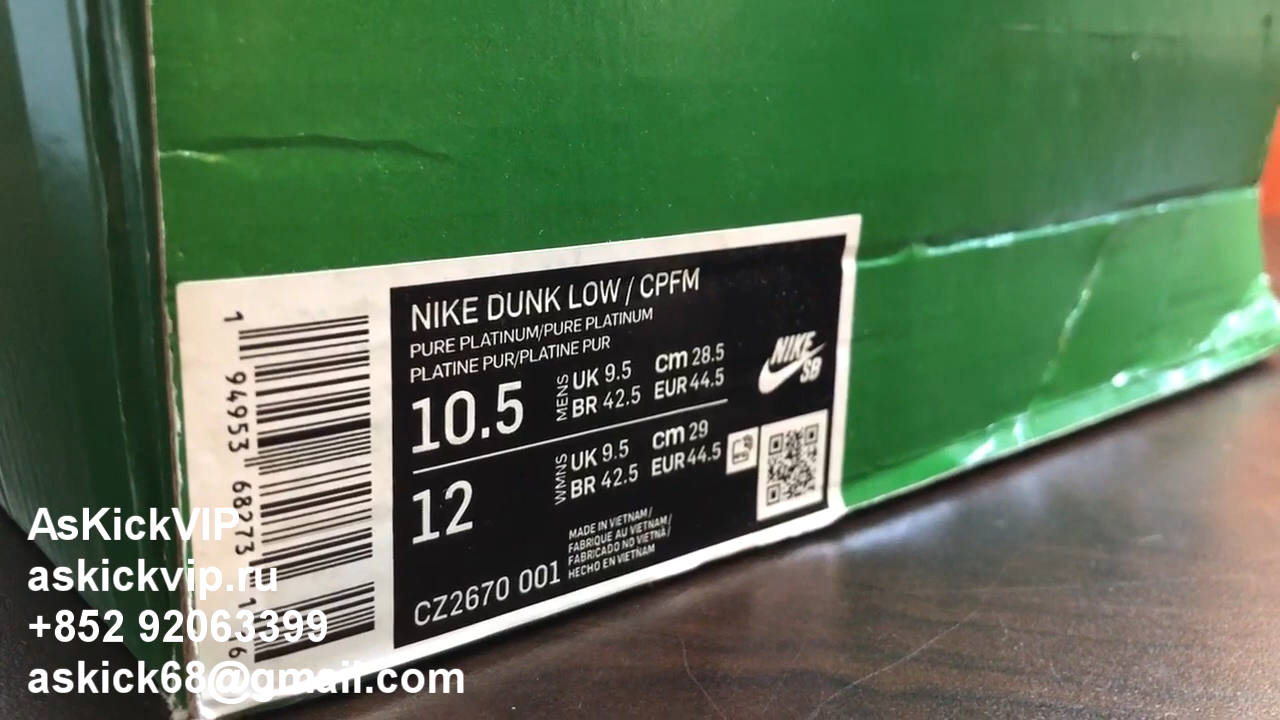 NIKE DUNK LOW / CPFM
PURE PLATINUM/PURE PLATINUM
PLATINE PUR/PLATINE PUR
10.5
MENS
UK 9.5
cm 28.5
BR 42.5
EUR 44.5
12
WMNS
UK 9.5
cm 29
BR 42.5
EUR 44.5
NIKE
SB
MADE IN VIETNAM/
FABRIQUE AU VIETNAM/
FABRICADO NO VIETNÃ/
HECHO EN VIETNAM
CZ2670 001
1 94953 68273 6
AsKickVIP
askickvip.ru
+852 92063399
askick68@gmail.com